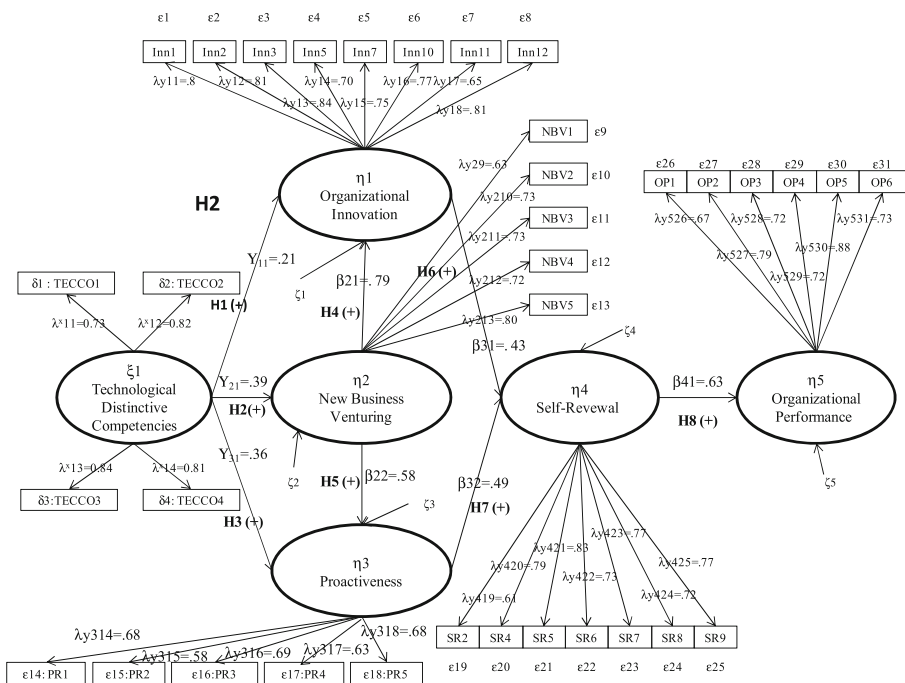 ε1 ε2 ε3 ε4 ε5 ε6 ε7 ε8
Inn1 Inn2 Inn3 Inn5 Inn7 Inn10 Inn11 Inn12
λy11=.8 λy12=.81 λy14=.70 λy16=.77 λy17=.65
λy13=.84 λy15=.75 λy18=.81
NBV1 ε9
λy29=.63
NBV2 ε10
λy210=.73
NBV3 ε11
λy211=.73
NBV4 ε12
λy212=.72
NBV5 ε13
λy213=.80
ε26 ε27 ε28 ε29 ε30 ε31
OP1 OP2 OP3 OP4 OP5 OP6
λy526=.67 λy528=.72 λy531=.73
λy527=.79 λy530=.88
λy529=.72
η1
Organizational
Innovation
H2
Υ11=.21
ζ1
β21=.79
H4 (+)
H6 (+)
H1 (+)
δ1 : TECCO1 δ2: TECCO2
λx11=0.73 λx12=0.82
ξ1
Technological
Distinctive
Competencies
λx13=0.84 λx14=0.81
δ3:TECCO3 δ4: TECCO4
Υ21=.39
H2(+)
Υ31=.36
H3 (+)
η2
New Business
Venturing
ζ2
H5 (+) β22=.58
ζ3
β31=. 43
ζ4
η4
Self-Revewal
β32=.49
H7 (+)
β41=.63
H8 (+)
η5
Organizational
Performance
ζ5
η3
Proactiveness
λy314=.68 λy318=.68
λy315=.58 λy316=.69 λy317=.63
ε14: PR1 ε15: PR2 ε16: PR3 ε17: PR4 ε18: PR5
λy423=.77
λy421=.83
λy420=.79 λy425=.77
λy422=.73
λy419=.61 λy424=.72
SR2 SR4 SR5 SR6 SR7 SR8 SR9
ε19 ε20 ε21 ε22 ε23 ε24 ε25